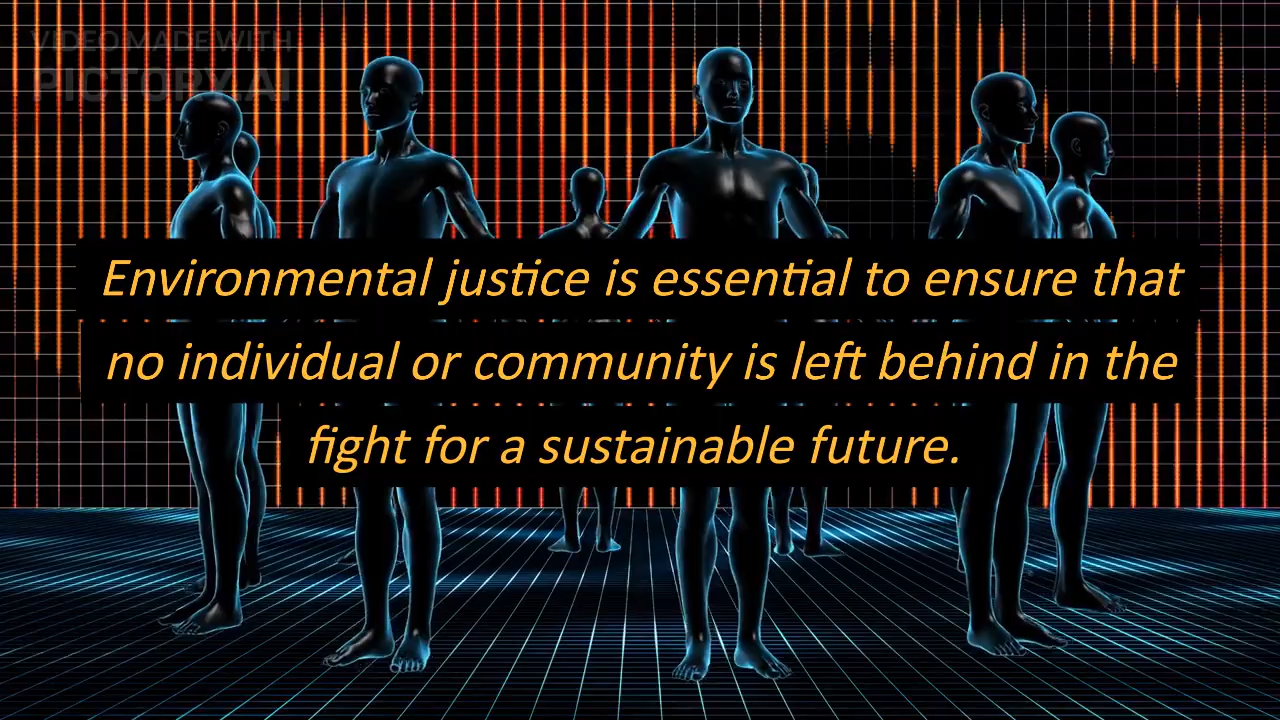 VIDEO MADE WITH
PICTORY.AI
Environmental justice is essential to ensure that
no individual or community is left behind in the
fight for a sustainable future.